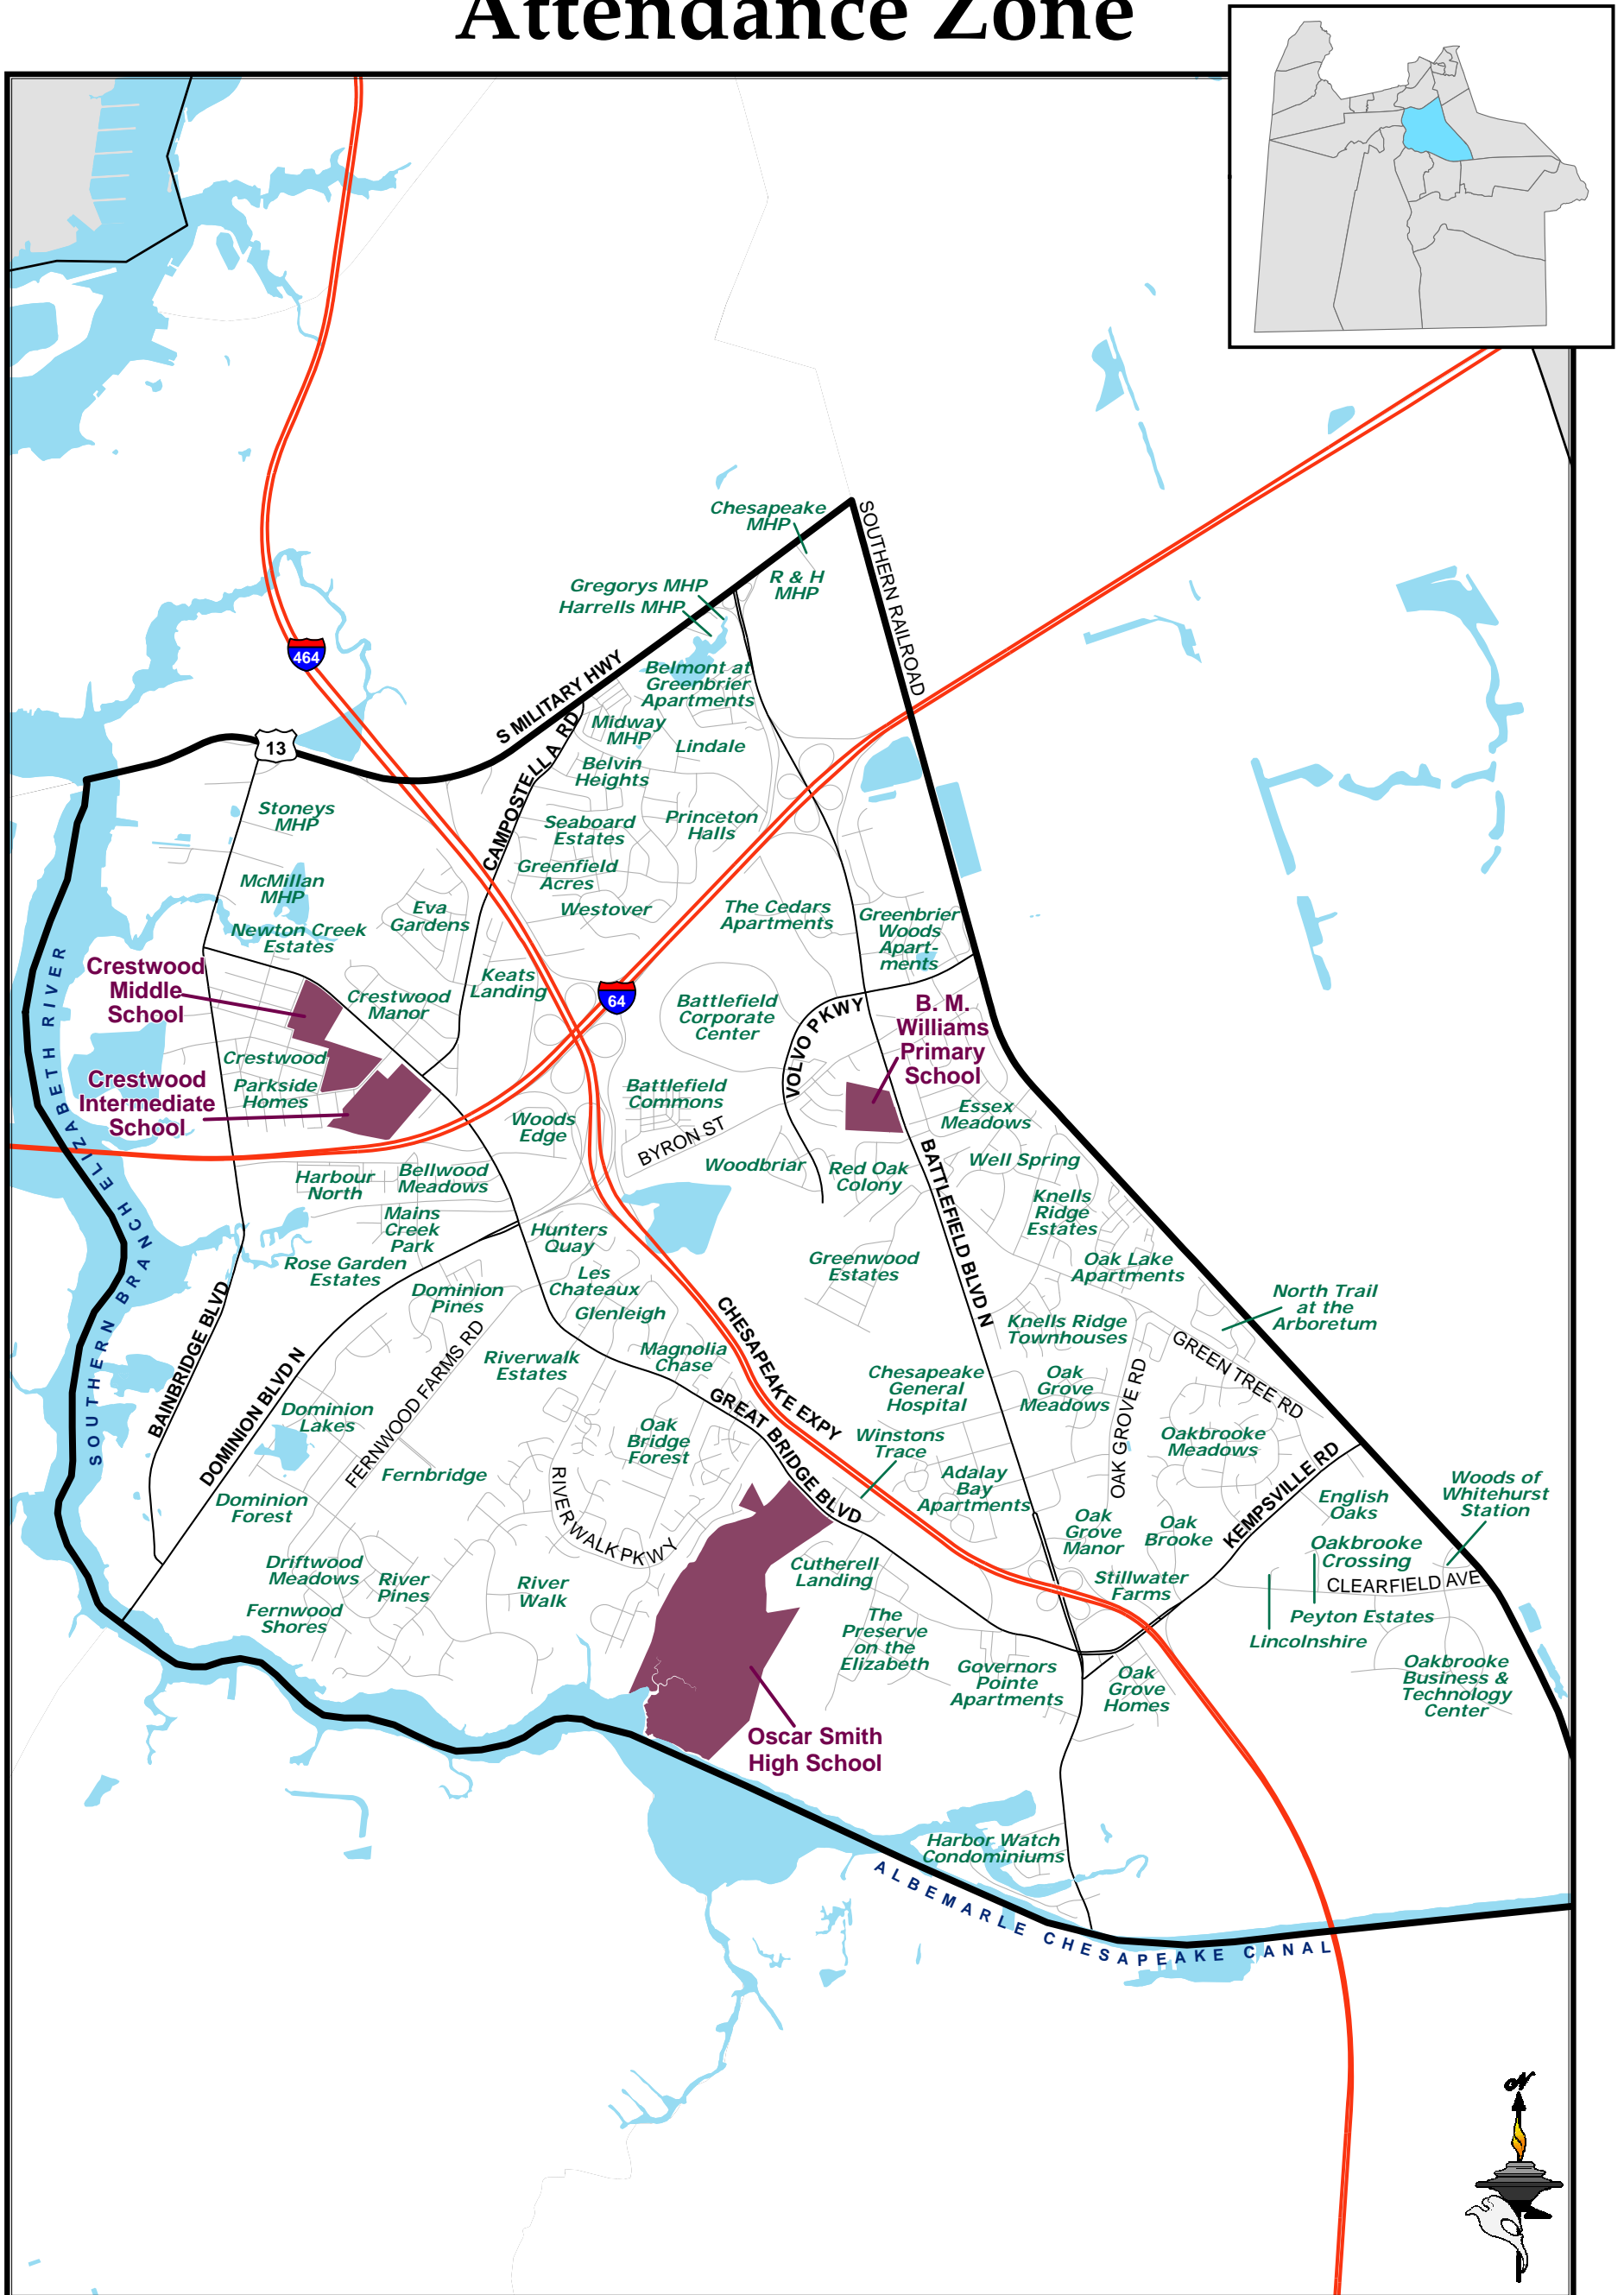 Attendance Zone
Chesapeake
MHP
SOUTHERN RAILROAD
R & H
MHP
Gregorys MHP
Harrells MHP
464
S MILITARY HWY
Belmont at
Greenbrier
Apartments
13
CAMPOSTELLA RD
Midway
MHP
Lindale
Belvin
Heights
Stoneys
MHP
Seaboard
Estates
Princeton
Halls
Greenfield
Acres
McMillan
MHP
Westover
Eva
Gardens
The Cedars
Apartments
Greenbrier
Woods
Apart-
ments
Newton Creek
Estates
Crestwood
Middle
School
Crestwood
Manor
Keats
Landing
64
Battlefield
Corporate
Center
VOLVO PKWY
B. M.
Williams
Primary
School
Crestwood
Parkside
Homes
Crestwood
Intermediate
School
Battlefield
Commons
Essex
Meadows
Woods
Edge
BYRON ST
Woodbriar
Red Oak
Colony
BATTLEFIELD BLVD N
Well Spring
Harbour
North
Bellwood
Meadows
Knells
Ridge
Estates
Mains
Creek
Park
Hunters
Quay
Rose Garden
Estates
Greenwood
Estates
Oak Lake
Apartments
SOUTHERN BRANCH ELIZABETH RIVER
BAINBRIDGE BLVD
Dominion
Pines
Les
Chateaux
Glenleigh
CHESAPEAKE EXPY
North Trail
at the
Arboretum
Knells Ridge
Townhouses
GREEN TREE RD
DOMINION BLVD N
FERNWOOD FARMS RD
Riverwalk
Estates
Magnolia
Chase
Chesapeake
General
Hospital
Oak
Grove
Meadows
OAK GROVE RD
GREAT BRIDGE BLVD
Dominion
Lakes
Oak
Bridge
Forest
Winstons
Trace
Oakbrooke
Meadows
KEMPSVILLE RD
Fernbridge
RIVERWALK PKWY
Adalay
Bay
Apartments
Woods of
Whitehurst
Station
English
Oaks
Dominion
Forest
Oak
Grove
Manor
Oak
Brooke
Oakbrooke
Crossing
Driftwood
Meadows
River
Pines
River
Walk
Cutherell
Landing
Stillwater
Farms
CLEARFIELD AVE
Fernwood
Shores
The
Preserve
on the
Elizabeth
Peyton Estates
Lincolnshire
Governors
Pointe
Apartments
Oak
Grove
Homes
Oakbrooke
Business &
Technology
Center
Oscar Smith
High School
Harbor Watch
Condominiums
ALBEMARLE CHESAPEAKE CANAL
N